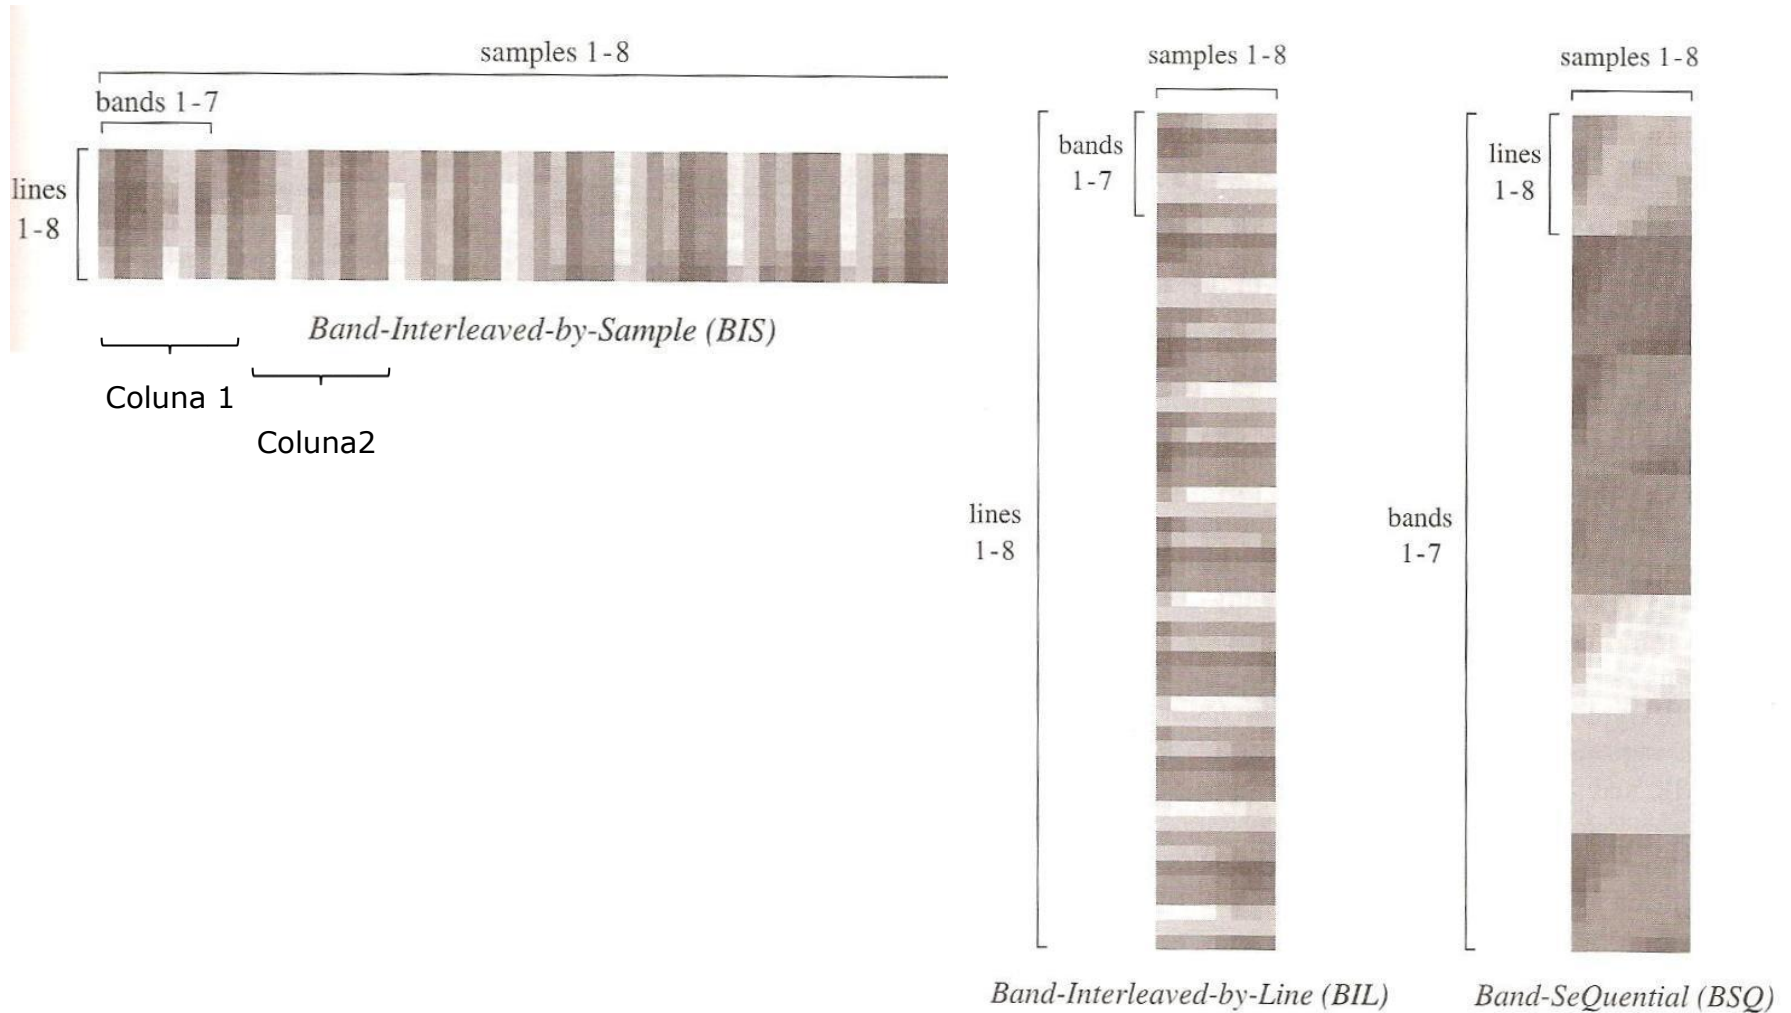 samples 1-8
bands 1-7
lines
1-8
Band-Interleaved-by-Sample (BIS)
Coluna 1
Coluna2
samples 1-8
bands
1-7
lines
1-8
Band-Interleaved-by-Line (BIL)
samples 1-8
lines
1-8
bands
1-7
Band-SeQuential (BSQ)